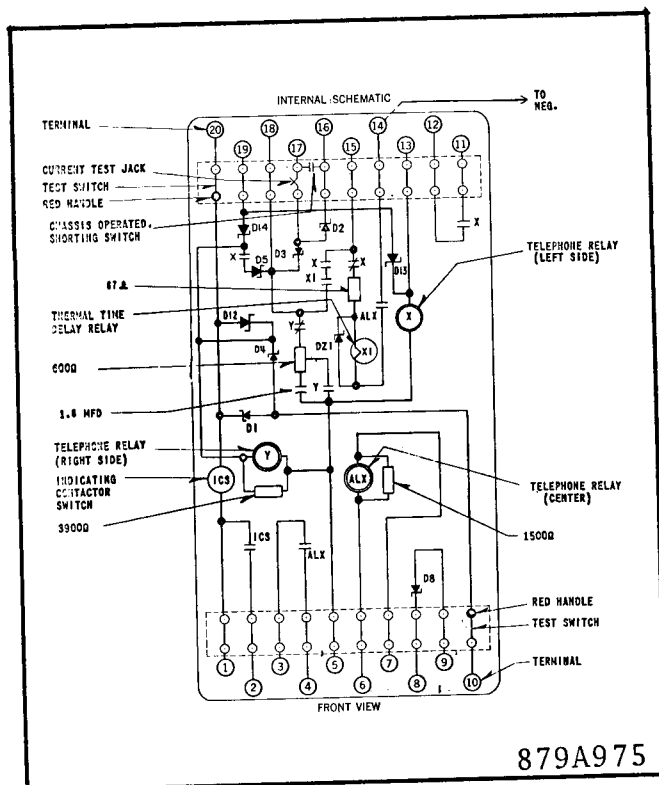 INTERNAL SCHEMATIC
TO
NEG.
TERMINAL
20
19
18
17
16
15
14
13
12
11
CURRENT TEST JACK
TEST SWITCH
RED HANDLE
CHASSIS OPERATED.
SHORTING SWITCH
D14
D3
D2
X
D5
X
X
X1
D13
X
TELEPHONE RELAY
(LEFT SIDE)
67Ω
X
THERMAL TIME
DELAY RELAY
D12
Y
DZ1
X1
ALX
D4
600Ω
Y
1.6 MFD
D1
TELEPHONE RELAY
(RIGHT SIDE)
Y
INDICATING
CONTACTOR
SWITCH
ICS
ALX
TELEPHONE RELAY
(CENTER)
3900Ω
1500Ω
ICS
ALX
D8
RED HANDLE
TEST SWITCH
1
2
3
4
5
6
7
8
9
10
TERMINAL
FRONT VIEW
879A975